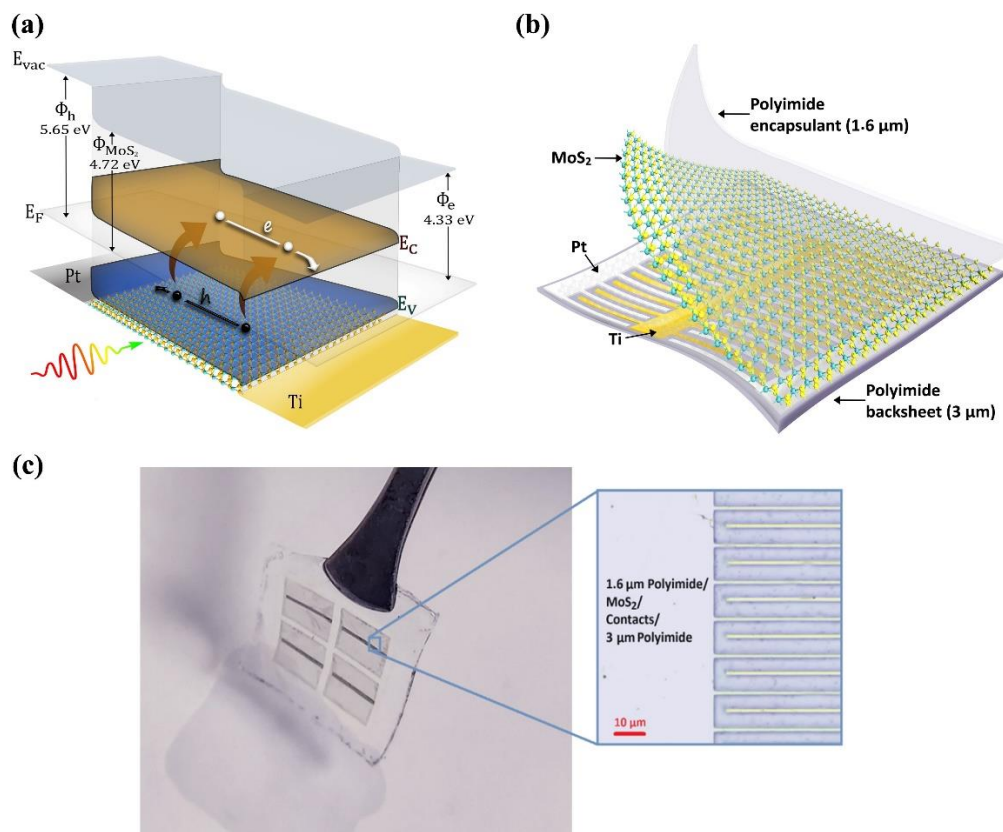 (a)
E_vac
Φ_h
5.65 eV
Φ_MoS₂
4.72 eV
E_F
Pt
e
h
E_C
E_V
Φ_e
4.33 eV
Ti
(b)
Polyimide
encapsulant (1.6 μm)
MoS₂
Pt
Ti
Polyimide
backsheet (3 μm)
(c)
1.6 μm Polyimide/
MoS₂/
Contacts/
3 μm Polyimide
10 μm